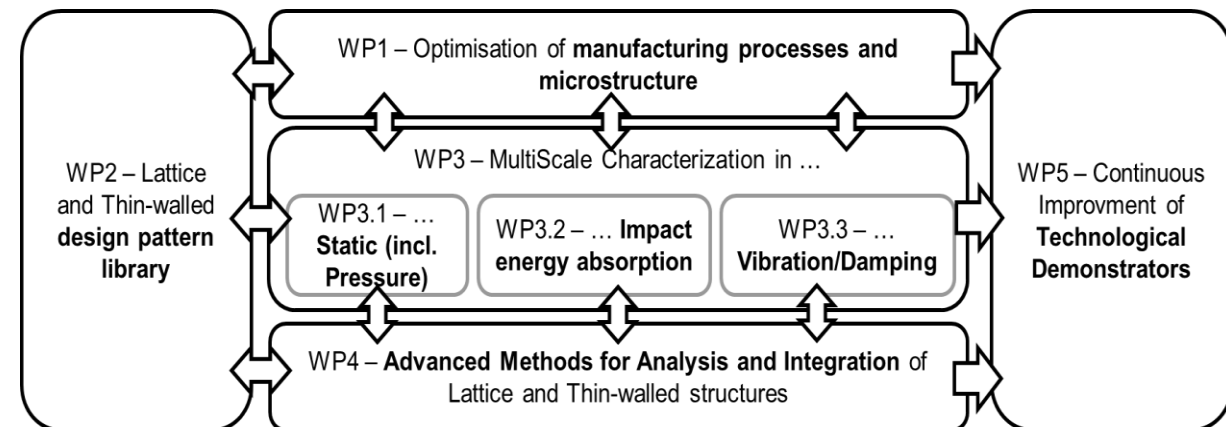 WP1 – Optimisation of manufacturing processes and
microstructure
WP2 – Lattice
and Thin-walled
design pattern
library
WP3 – MultiScale Characterization in …
WP3.1 – …
Static (incl.
Pressure)
WP3.2 – … Impact
energy absorption
WP3.3 – …
Vibration/Damping
WP4 – Advanced Methods for Analysis and Integration of
Lattice and Thin-walled structures
WP5 – Continuous
Improvment of
Technological
Demonstrators